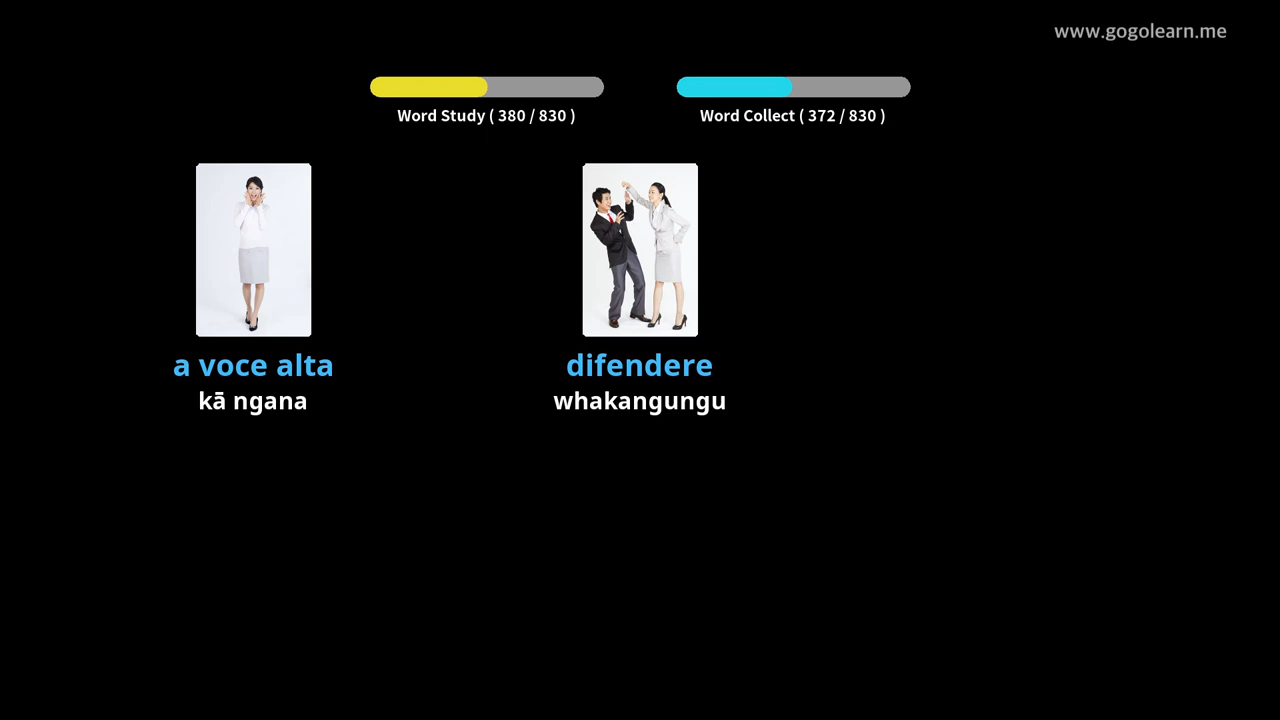 www.gogolearn.me
Word Study ( 380 / 830 )
Word Collect ( 372 / 830 )
a voce alta
kā ngana
difendere
whakangungu